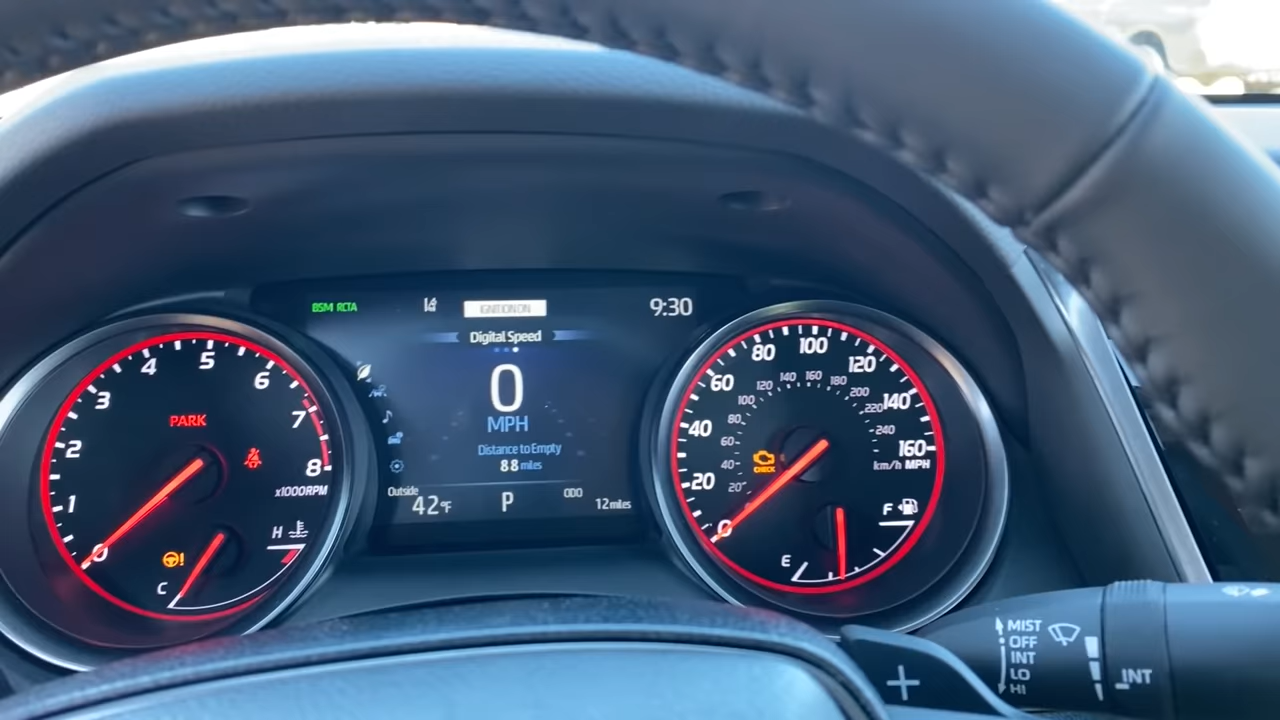 BSM RCTA
IGNITION ON
9:30
Digital Speed
0
MPH
Distance to Empty
88 miles
Outside
42°F
P
ODO
12 miles
0
1
2
3
4
5
6
7
8
x1000RPM
PARK
H
C
0
20
40
60
80
100
120
140
160
km/h MPH
20
40
60
80
100
120
140
160
180
200
220
240
CHECK
F
E
MIST
OFF
INT
LO
HI
INT
+